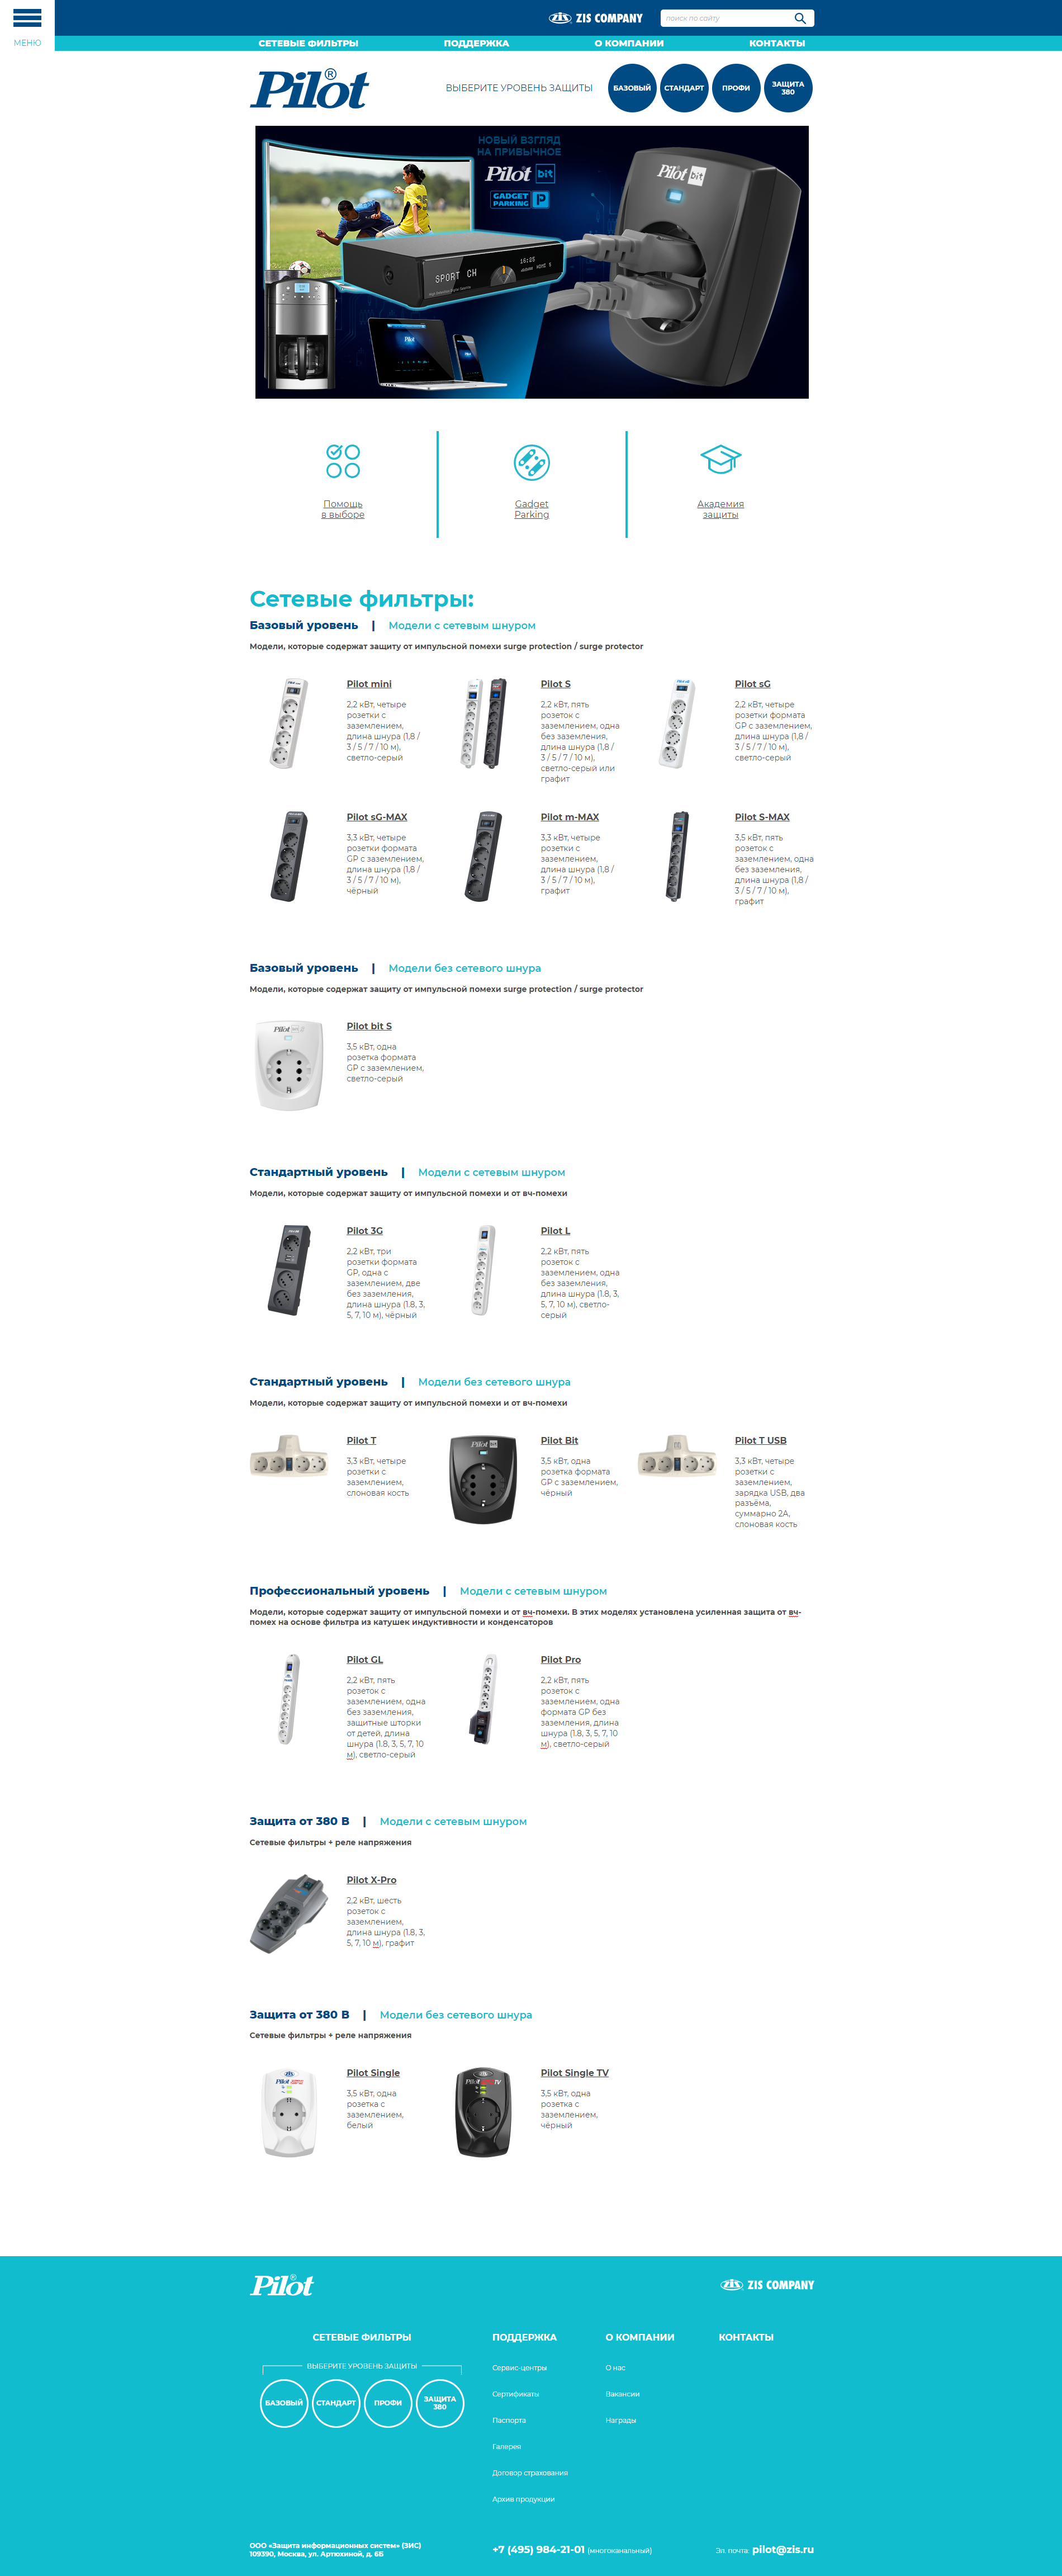 МЕНЮ
ZIS COMPANY
поиск по сайту
СЕТЕВЫЕ ФИЛЬТРЫ
ПОДДЕРЖКА
О КОМПАНИИ
КОНТАКТЫ
Pilot®
ВЫБЕРИТЕ УРОВЕНЬ ЗАЩИТЫ
БАЗОВЫЙ
СТАНДАРТ
ПРОФИ
ЗАЩИТА
380
НОВЫЙ ВЗГЛЯД
НА ПРИВЫЧНОЕ
Pilot bit
GADGET
PARKING P
Pilot bit
SPORT CH
Pilot
Помощь
в выборе
Gadget
Parking
Академия
защиты
Сетевые фильтры:
Базовый уровень | Модели с сетевым шнуром
Модели, которые содержат защиту от импульсной помехи surge protection / surge protector
Pilot mini
2,2 кВт, четыре
розетки с
заземлением,
длина шнура (1,8 /
3 / 5 / 7 / 10 м),
светло-серый
Pilot S
2,2 кВт, пять
розеток с
заземлением, одна
без заземления,
длина шнура (1,8 /
3 / 5 / 7 / 10 м),
светло-серый или
графит
Pilot sG
2,2 кВт, четыре
розетки формата
GP с заземлением,
длина шнура (1,8 /
3 / 5 / 7 / 10 м),
светло-серый
Pilot sG-MAX
3,3 кВт, четыре
розетки формата
GP с заземлением,
длина шнура (1,8 /
3 / 5 / 7 / 10 м),
чёрный
Pilot m-MAX
3,3 кВт, четыре
розетки с
заземлением,
длина шнура (1,8 /
3 / 5 / 7 / 10 м),
графит
Pilot S-MAX
3,5 кВт, пять
розеток с
заземлением, одна
без заземления,
длина шнура (1,8 /
3 / 5 / 7 / 10 м),
графит
Базовый уровень | Модели без сетевого шнура
Модели, которые содержат защиту от импульсной помехи surge protection / surge protector
Pilot bit S
3,5 кВт, одна
розетка формата
GP с заземлением,
светло-серый
Стандартный уровень | Модели с сетевым шнуром
Модели, которые содержат защиту от импульсной помехи и от вч-помехи
Pilot 3G
2,2 кВт, три
розетки формата
GP, одна с
заземлением, две
без заземления,
длина шнура (1.8, 3,
5, 7, 10 м), чёрный
Pilot L
2,2 кВт, пять
розеток с
заземлением, одна
без заземления,
длина шнура (1.8, 3,
5, 7, 10 м), светло-
серый
Стандартный уровень | Модели без сетевого шнура
Модели, которые содержат защиту от импульсной помехи и от вч-помехи
Pilot T
3,3 кВт, четыре
розетки с
заземлением,
слоновая кость
Pilot Bit
3,5 кВт, одна
розетка формата
GP с заземлением,
чёрный
Pilot T USB
3,3 кВт, четыре
розетки с
заземлением,
зарядка USB, два
разъёма,
суммарно 2А,
слоновая кость
Профессиональный уровень | Модели с сетевым шнуром
Модели, которые содержат защиту от импульсной помехи и от вч-помехи. В этих моделях установлена усиленная защита от вч-
помех на основе фильтра из катушек индуктивности и конденсаторов
Pilot GL
2,2 кВт, пять
розеток с
заземлением, одна
без заземления,
защитные шторки
от детей, длина
шнура (1.8, 3, 5, 7, 10
м), светло-серый
Pilot Pro
2,2 кВт, пять
розеток с
заземлением, одна
формата GP без
заземления, длина
шнура (1.8, 3, 5, 7, 10
м), светло-серый
Защита от 380 В | Модели с сетевым шнуром
Сетевые фильтры + реле напряжения
Pilot X-Pro
2,2 кВт, шесть
розеток с
заземлением,
длина шнура (1.8, 3,
5, 7, 10 м), графит
Защита от 380 В | Модели без сетевого шнура
Сетевые фильтры + реле напряжения
Pilot Single
3,5 кВт, одна
розетка с
заземлением,
белый
Pilot Single TV
3,5 кВт, одна
розетка с
заземлением,
чёрный
Pilot®
ZIS COMPANY
СЕТЕВЫЕ ФИЛЬТРЫ
ВЫБЕРИТЕ УРОВЕНЬ ЗАЩИТЫ
БАЗОВЫЙ
СТАНДАРТ
ПРОФИ
ЗАЩИТА
380
ПОДДЕРЖКА
Сервис-центры
Сертификаты
Паспорта
Галерея
Договор страхования
Архив продукции
О КОМПАНИИ
О нас
Вакансии
Награды
КОНТАКТЫ
ООО «Защита информационных систем» (ЗИС)
109390, Москва, ул. Артюхиной, д. 6Б
+7 (495) 984-21-01 (многоканальный)
Эл. почта: pilot@zis.ru